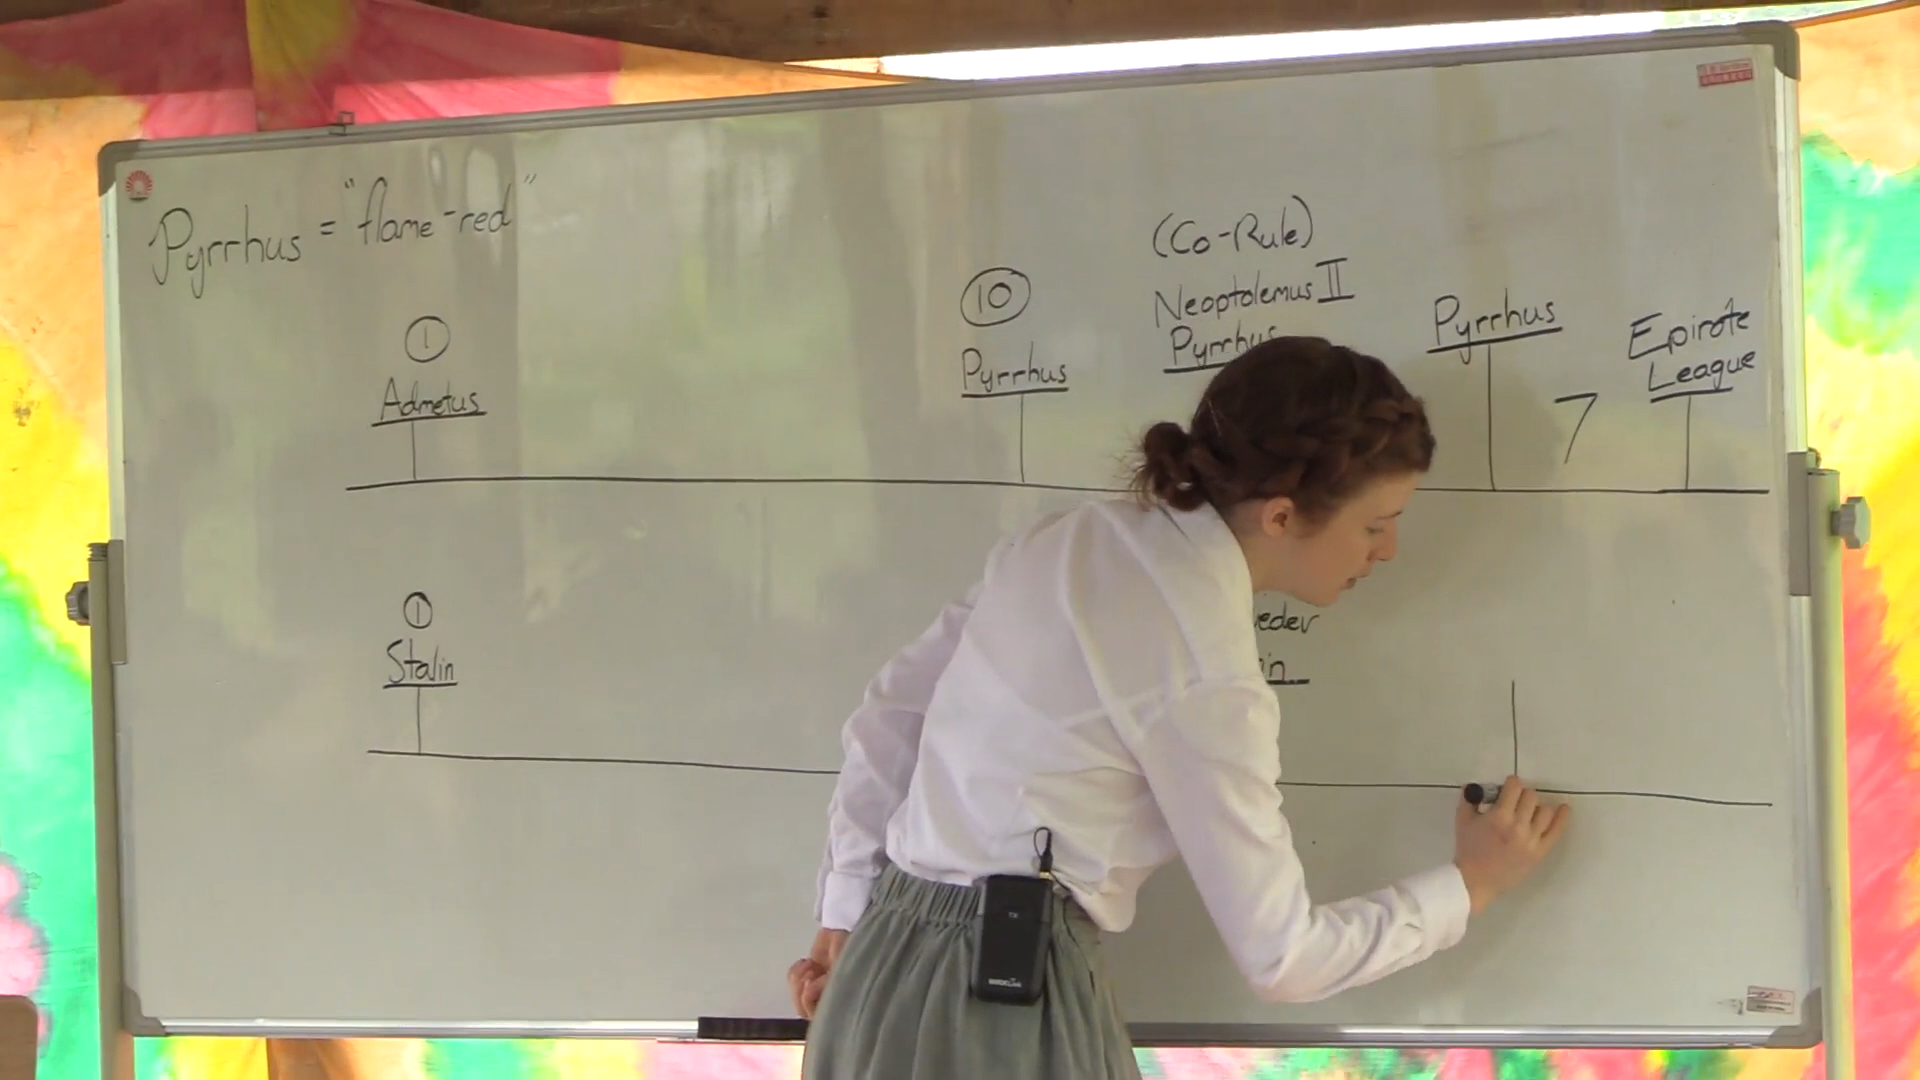 Pyrrhus = "flame-red"
(Co-Rule)
Neoptolemus II
Pyrrhus
10
Pyrrhus
Pyrrhus
Epirote
League
7
1
Admetus
1
Stalin